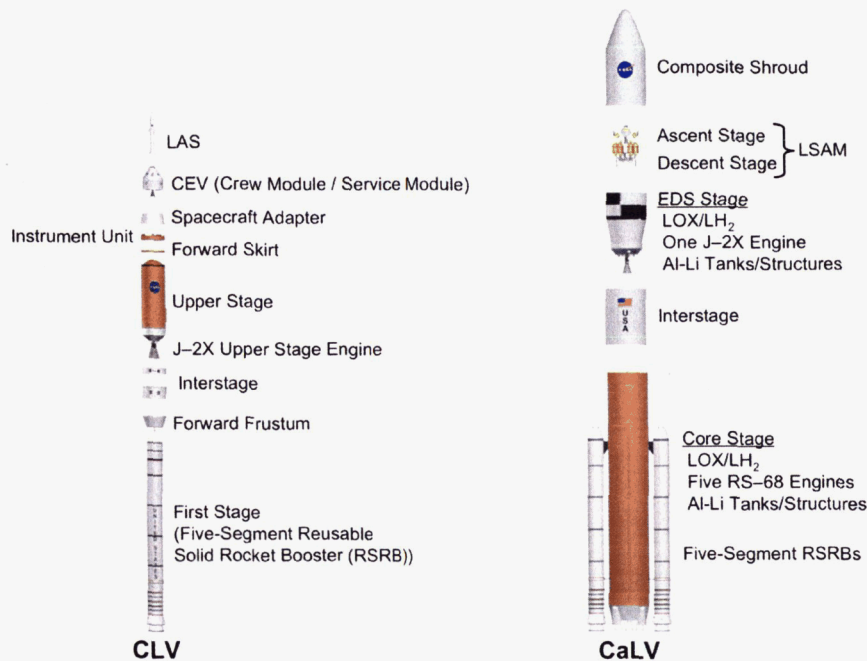 LAS
CEV (Crew Module / Service Module)
Spacecraft Adapter
Instrument Unit
Forward Skirt
Upper Stage
J–2X Upper Stage Engine
Interstage
Forward Frustum
First Stage
(Five-Segment Reusable
Solid Rocket Booster (RSRB))
UNITED STATES
CLV
Composite Shroud
Ascent Stage
Descent Stage
LSAM
EDS Stage
LOX/LH₂
One J–2X Engine
Al-Li Tanks/Structures
USA
Interstage
Core Stage
LOX/LH₂
Five RS–68 Engines
Al-Li Tanks/Structures
Five-Segment RSRBs
CaLV